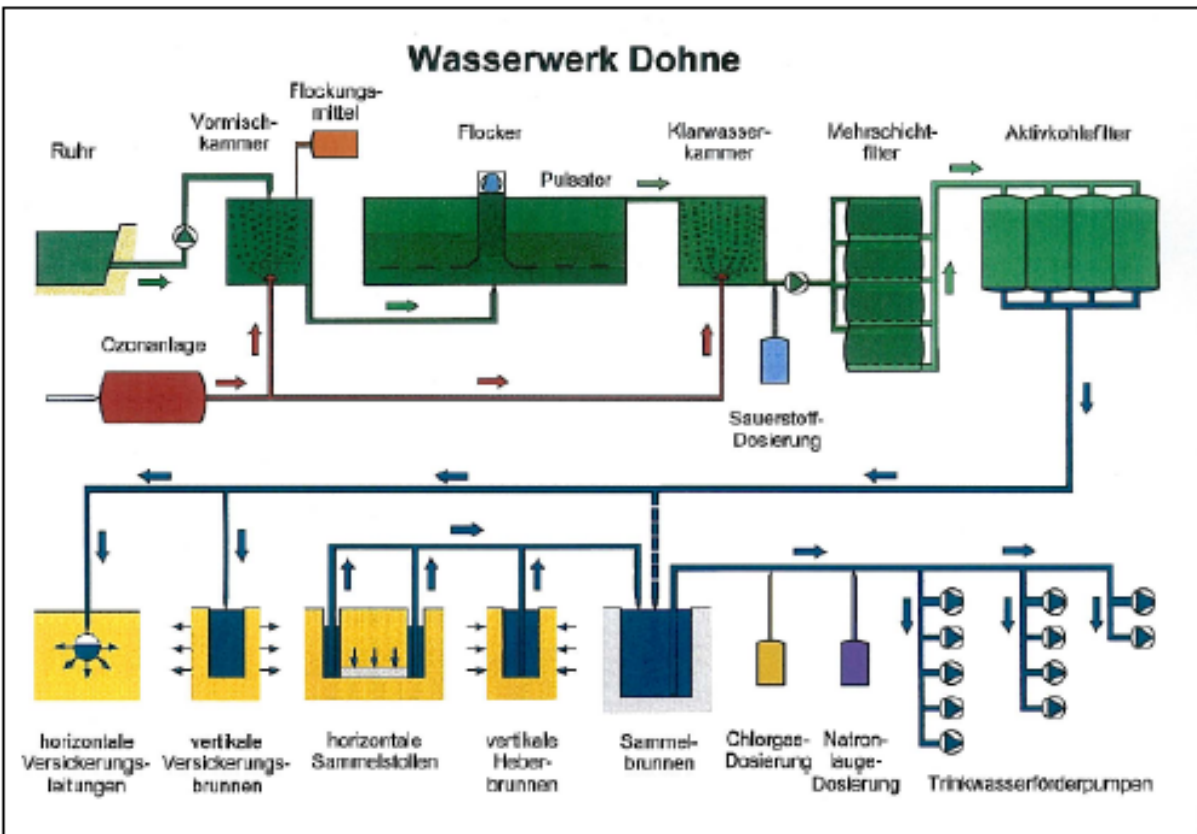 Wasserwerk Dohne
Flockungs-
mittel
Vormisch-
kammer
Ruhr
Flocker
Pulsator
Klarwasser-
kammer
Mehrschicht-
filter
Aktivkohlefilter
Ozonanlage
Sauerstoff-
Dosierung
horizontale
Versickerungs-
leitungen
vertikale
Versickerungs-
brunnen
horizontale
Sammelstollen
vertikale
Heber-
brunnen
Sammel-
brunnen
Chlorgas-
Dosierung
Natron-
lauge-
Dosierung
Trinkwasserförderpumpen